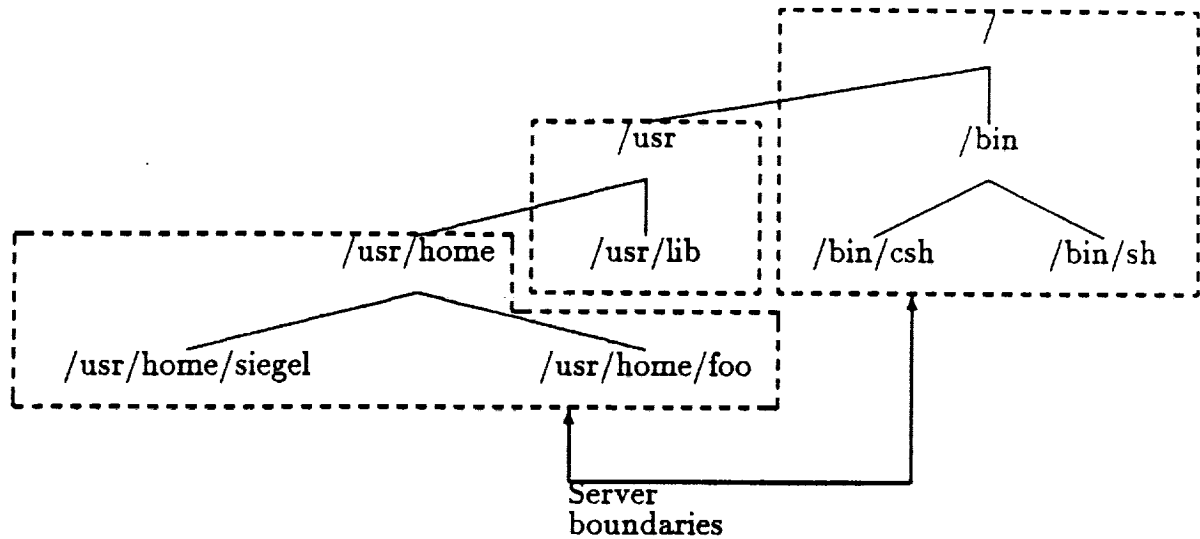 /
/usr
/bin
/usr/home
/usr/lib
/bin/csh
/bin/sh
/usr/home/siegel
/usr/home/foo
Server
boundaries